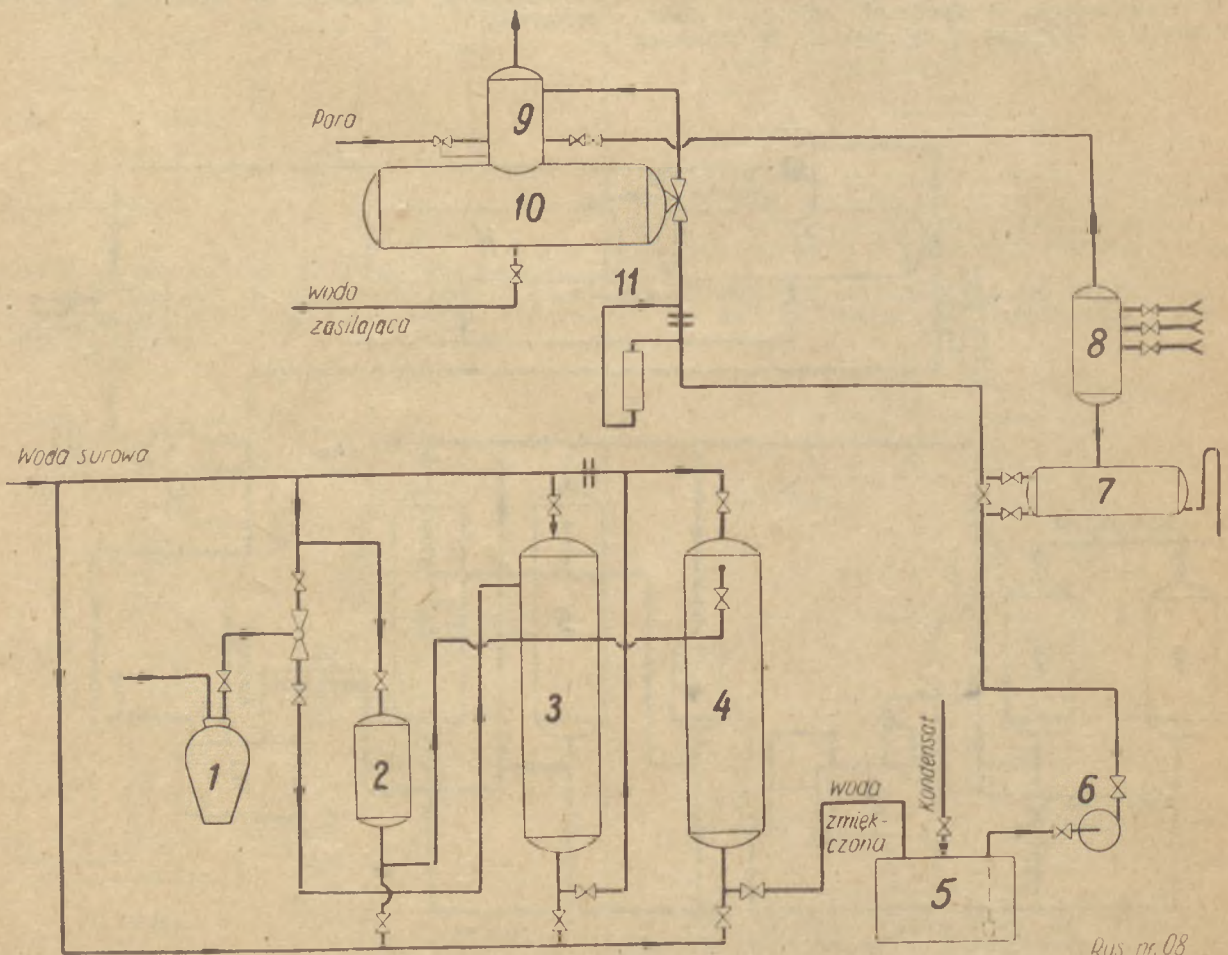 Para
9
10
woda
zasilająca
11
8
Woda surowa
7
3
4
1
2
Kondensat
6
woda
zmięk-
czona
5
Rys. nr. 08